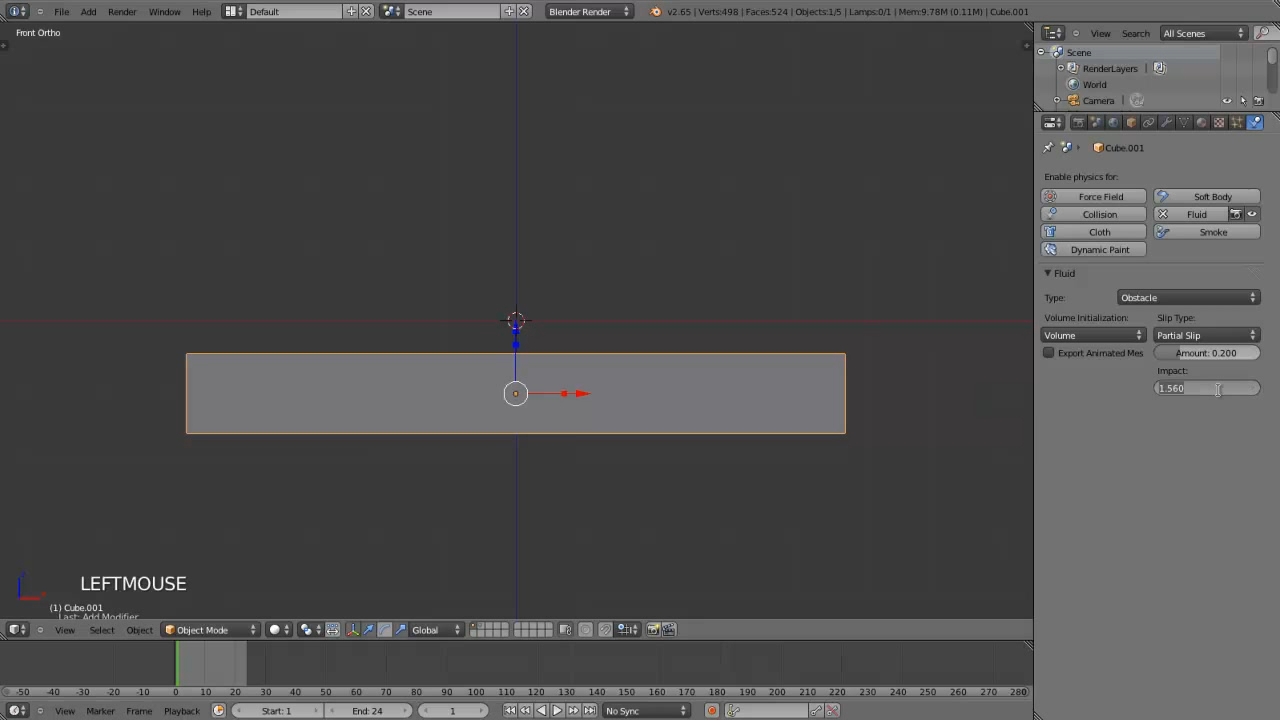 File Add Render Window Help Default Scene Blender Render v2.65 | Verts:498 | Faces:524 | Objects:1/5 | Lamps:0/1 | Mem:9.78M (0.11M) | Cube.001
Front Ortho
View Search All Scenes
Scene
RenderLayers |
World
Camera |
Cube.001
Enable physics for:
Force Field Soft Body
Collision Fluid
Cloth Smoke
Dynamic Paint
Fluid
Type: Obstacle
Volume Initialization: Slip Type:
Volume Partial Slip
Export Animated Mes Amount: 0.200
Impact:
1.560
LEFTMOUSE
(1) Cube.001
Last: Add Modifier
View Select Object Object Mode Global
-50 -40 -30 -20 -10 0 10 20 30 40 50 60 70 80 90 100 110 120 130 140 150 160 170 180 190 200 210 220 230 240 250 260 270 280
View Marker Frame Playback Start: 1 End: 24 1 No Sync